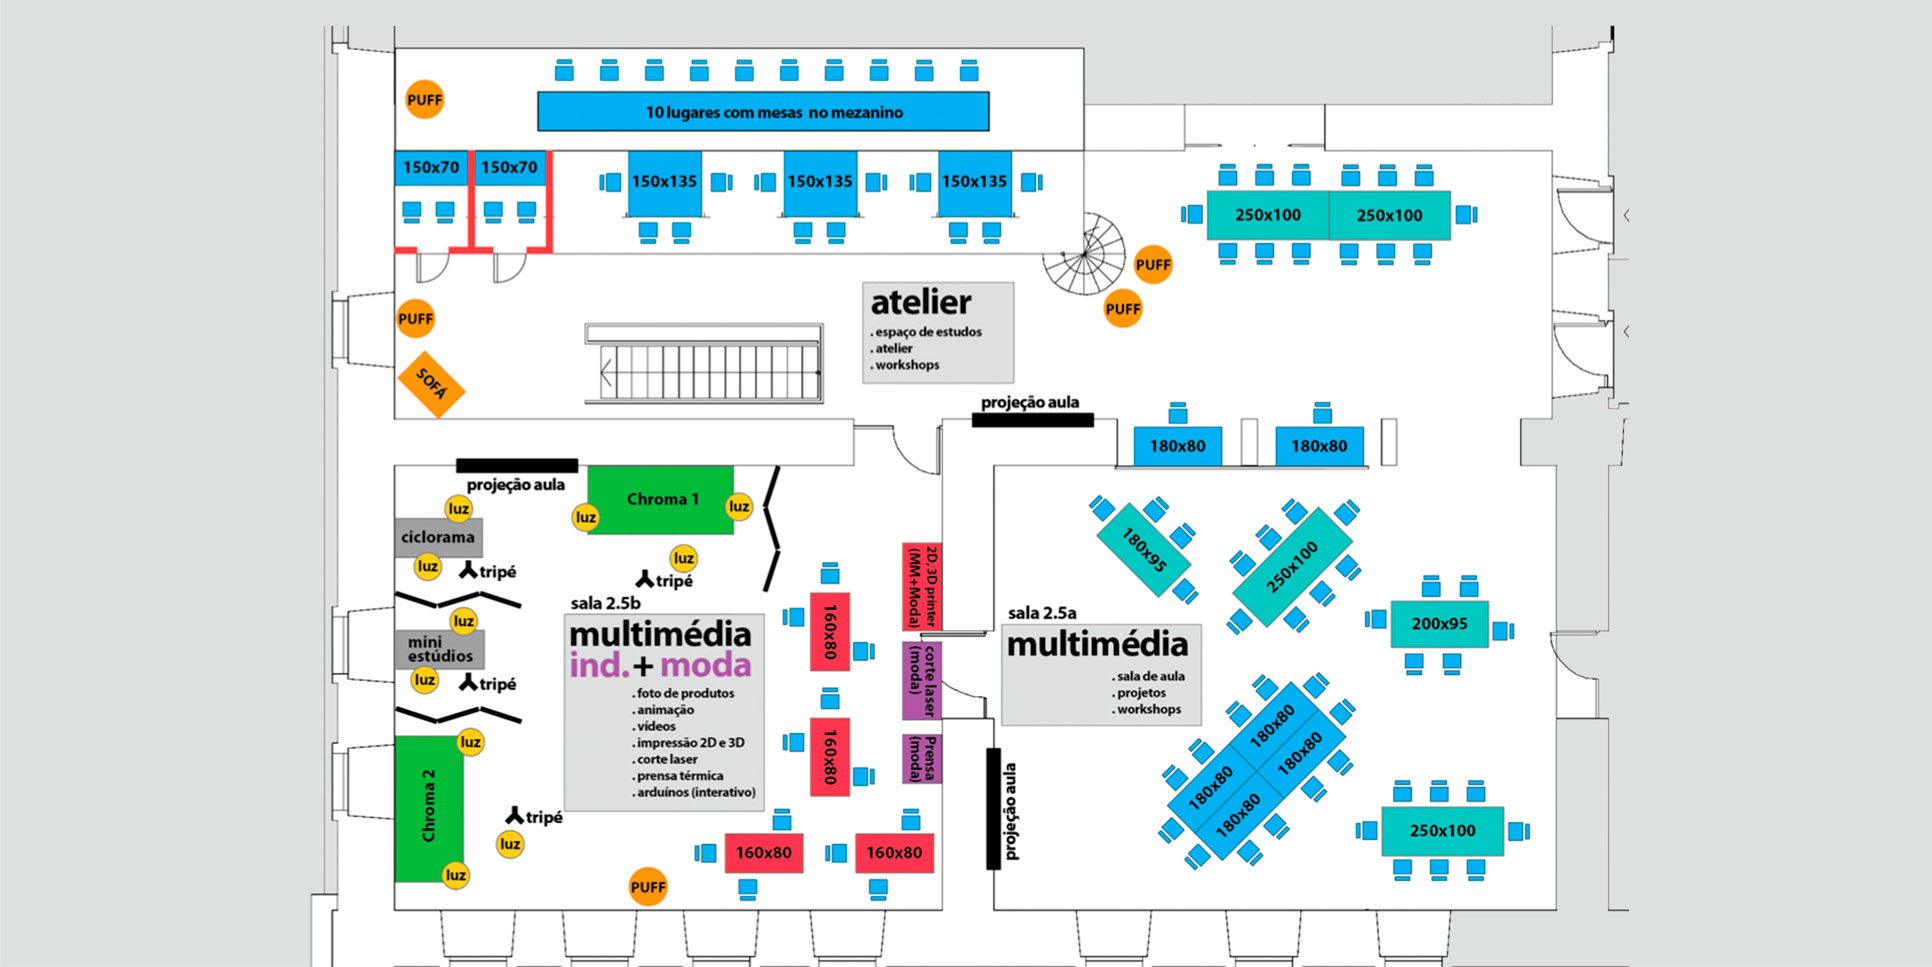 PUFF
10 lugares com mesas no mezanino
150x70
150x70
150x135
150x135
150x135
250x100
250x100
PUFF
PUFF
PUFF
SOFÁ
atelier
. espaço de estudos
. atelier
. workshops
projeção aula
180x80
180x80
projeção aula
Chroma 1
luz
luz
luz
ciclorama
luz
tripé
luz
tripé
luz
mini
estúdios
luz
tripé
sala 2.5b
multimédia
ind.+ moda
. foto de produtos
. animação
. vídeos
. impressão 2D e 3D
. corte laser
. prensa térmica
. arduínos (interativo)
160x80
160x80
160x80
160x80
2D, 3D printer
(MM+Moda)
corte laser
(moda)
Prensa
(moda)
luz
Chroma 2
luz
tripé
luz
PUFF
sala 2.5a
multimédia
. sala de aula
. projetos
. workshops
projeção aula
180x95
250x100
200x95
180x80
180x80
180x80
180x80
250x100